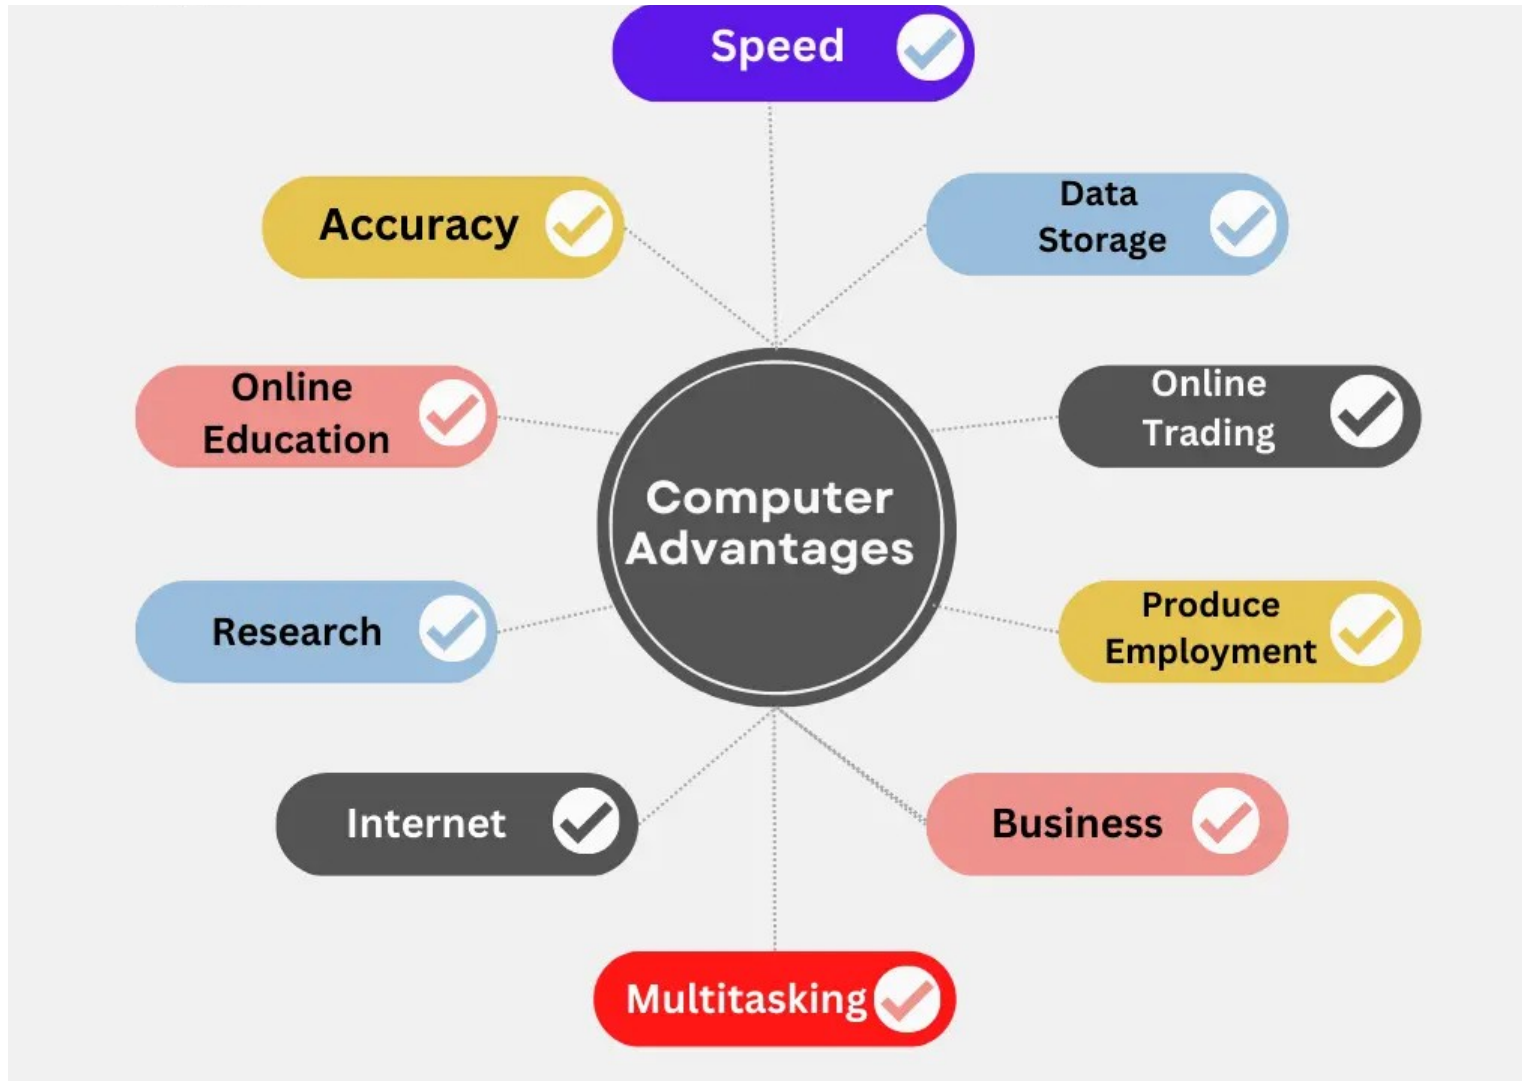 Speed
Accuracy
Data
Storage
Online
Education
Online
Trading
Computer
Advantages
Research
Produce
Employment
Internet
Business
Multitasking